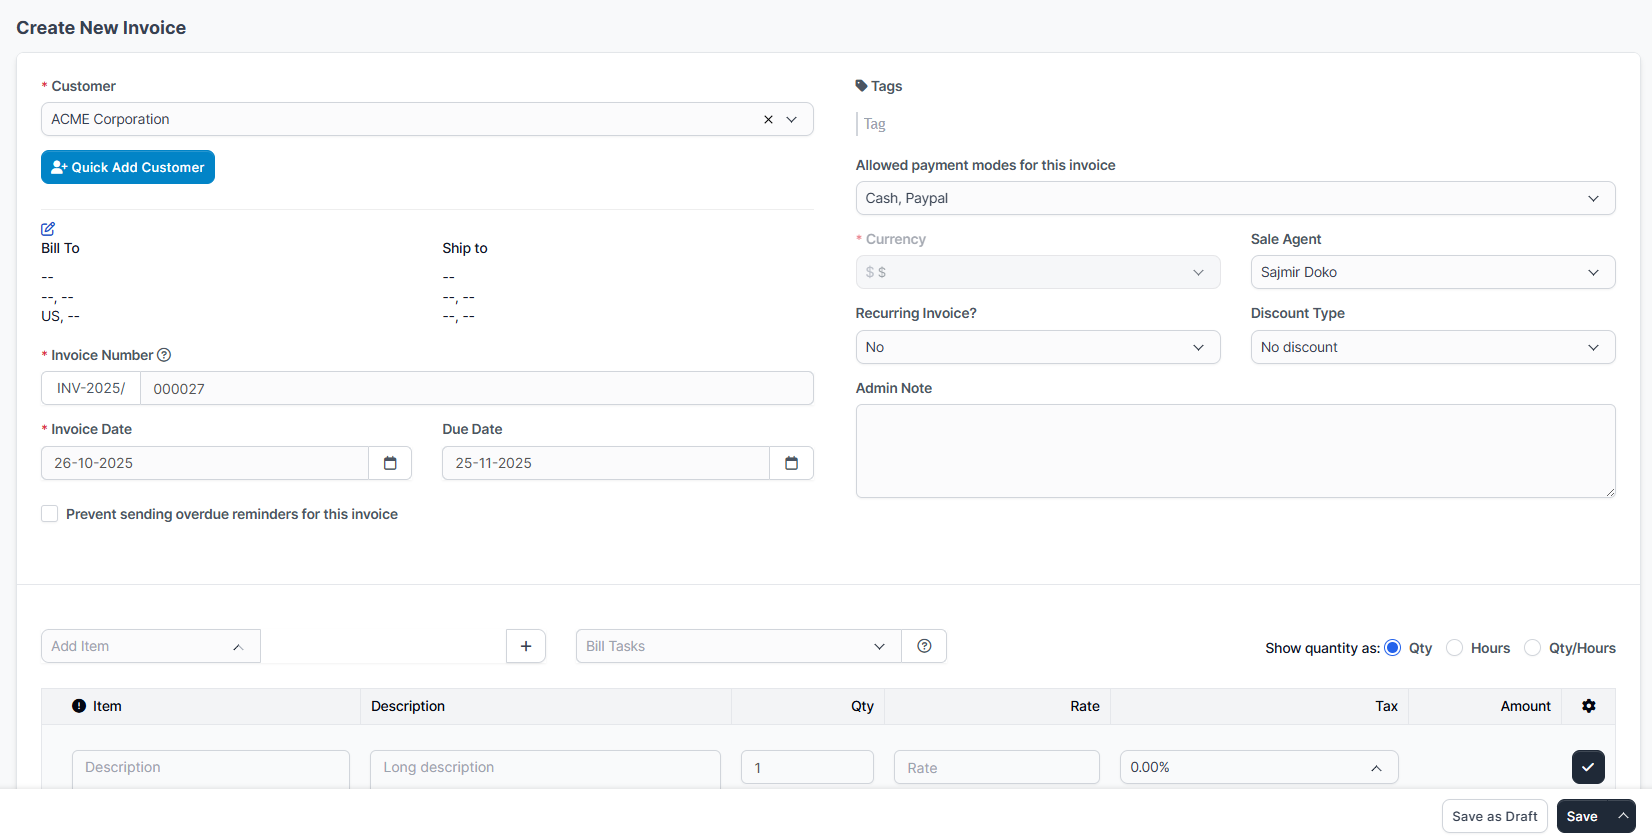 Create New Invoice
* Customer
ACME Corporation
Quick Add Customer
Bill To
--
--, --
US, --
Ship to
--
--, --
--, --
* Invoice Number
INV-2025/ 000027
* Invoice Date
26-10-2025
Due Date
25-11-2025
Prevent sending overdue reminders for this invoice
Tags
Tag
Allowed payment modes for this invoice
Cash, Paypal
* Currency
$ $
Sale Agent
Sajmir Doko
Recurring Invoice?
No
Discount Type
No discount
Admin Note
Add Item
Bill Tasks
Show quantity as: Qty Hours Qty/Hours
Item Description Qty Rate Tax Amount
Description Long description 1 Rate 0.00%
Save as Draft Save